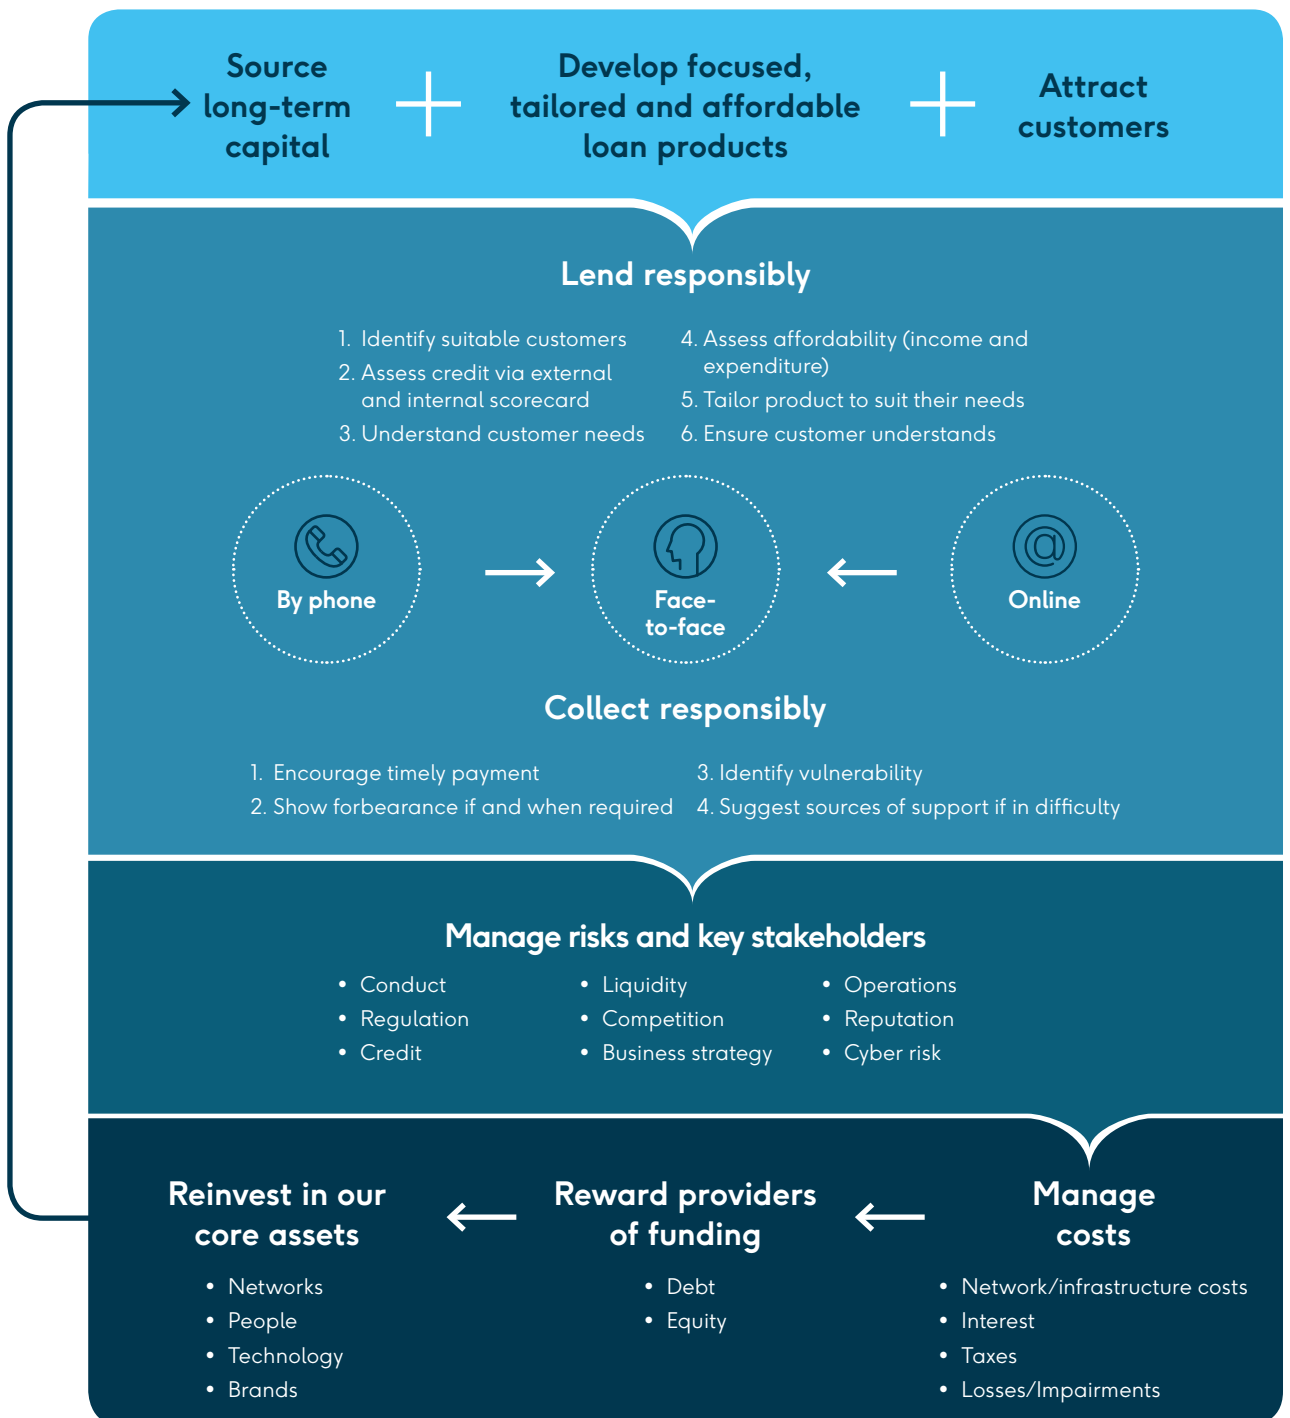 Source
long-term
capital
Develop focused,
tailored and affordable
loan products
Attract
customers
Lend responsibly
1. Identify suitable customers
2. Assess credit via external
and internal scorecard
3. Understand customer needs
4. Assess affordability (income and
expenditure)
5. Tailor product to suit their needs
6. Ensure customer understands
By phone
Face-
to-face
@
Online
Collect responsibly
1. Encourage timely payment
2. Show forbearance if and when required
3. Identify vulnerability
4. Suggest sources of support if in difficulty
Manage risks and key stakeholders
• Conduct
• Regulation
• Credit
• Liquidity
• Competition
• Business strategy
• Operations
• Reputation
• Cyber risk
Reinvest in our
core assets
• Networks
• People
• Technology
• Brands
Reward providers
of funding
• Debt
• Equity
Manage
costs
• Network/infrastructure costs
• Interest
• Taxes
• Losses/Impairments